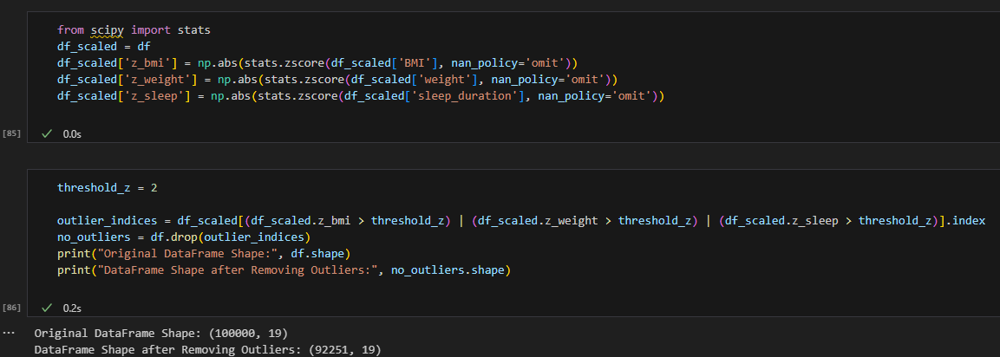 from scipy import stats
df_scaled = df
df_scaled['z_bmi'] = np.abs(stats.zscore(df_scaled['BMI'], nan_policy='omit'))
df_scaled['z_weight'] = np.abs(stats.zscore(df_scaled['weight'], nan_policy='omit'))
df_scaled['z_sleep'] = np.abs(stats.zscore(df_scaled['sleep_duration'], nan_policy='omit'))
[85] ✓ 0.0s
threshold_z = 2
outlier_indices = df_scaled[(df_scaled.z_bmi > threshold_z) | (df_scaled.z_weight > threshold_z) | (df_scaled.z_sleep > threshold_z)].index
no_outliers = df.drop(outlier_indices)
print("Original DataFrame Shape:", df.shape)
print("DataFrame Shape after Removing Outliers:", no_outliers.shape)
[86] ✓ 0.2s
... Original DataFrame Shape: (100000, 19)
DataFrame Shape after Removing Outliers: (92251, 19)